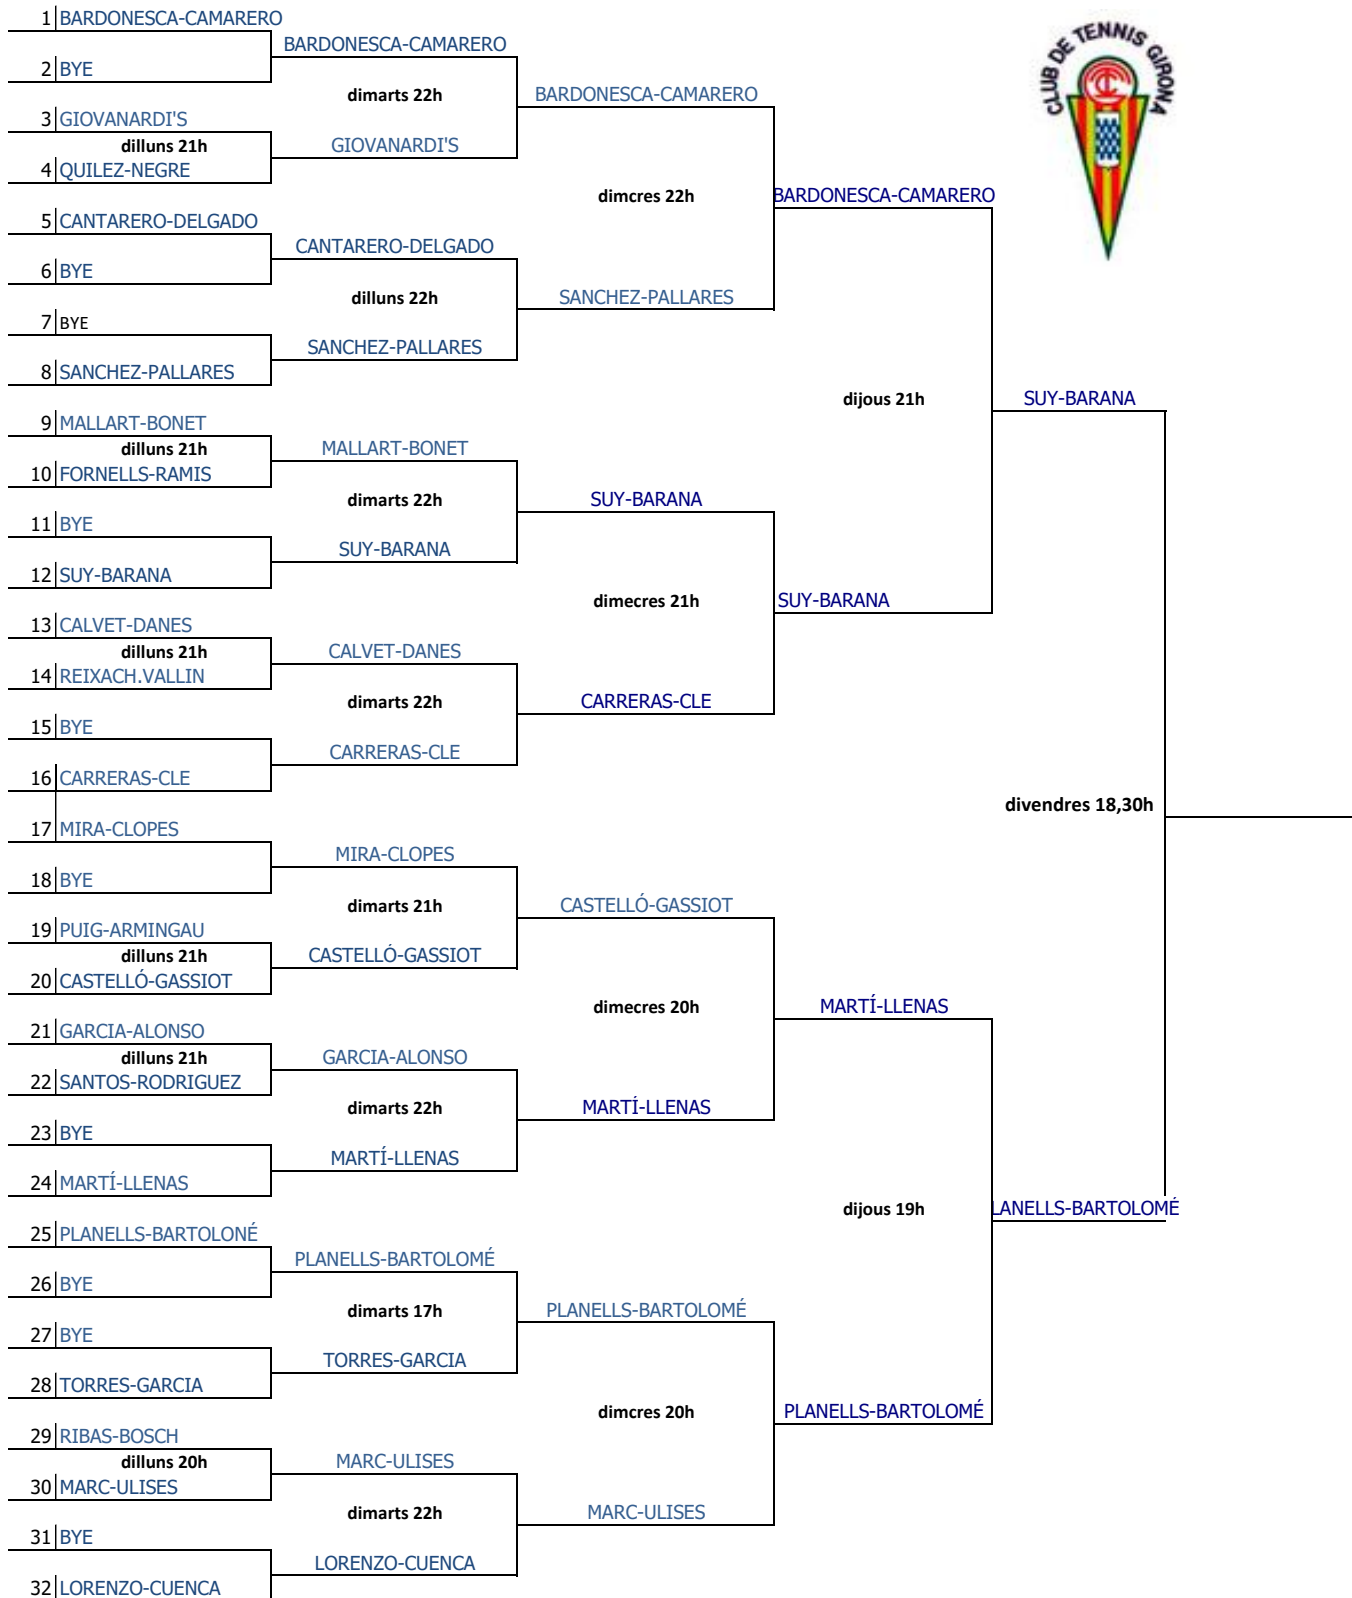 1 BARDONESCA-CAMARERO
BARDONESCA-CAMARERO
2 BYE
dimarts 22h
BARDONESCA-CAMARERO
3 GIOVANARDI'S
dilluns 21h
GIOVANARDI'S
4 QUILEZ-NEGRE
dimcres 22h
BARDONESCA-CAMARERO
5 CANTARERO-DELGADO
CANTARERO-DELGADO
6 BYE
dilluns 22h
SANCHEZ-PALLARES
7 BYE
SANCHEZ-PALLARES
8 SANCHEZ-PALLARES
dijous 21h
SUY-BARANA
9 MALLART-BONET
dilluns 21h
MALLART-BONET
10 FORNELLS-RAMIS
dimarts 22h
SUY-BARANA
11 BYE
SUY-BARANA
12 SUY-BARANA
dimecres 21h
SUY-BARANA
13 CALVET-DANES
dilluns 21h
CALVET-DANES
14 REIXACH.VALLIN
dimarts 22h
CARRERAS-CLE
15 BYE
CARRERAS-CLE
16 CARRERAS-CLE
divendres 18,30h
17 MIRA-CLOPES
MIRA-CLOPES
18 BYE
dimarts 21h
CASTELLÓ-GASSIOT
19 PUIG-ARMINGAU
dilluns 21h
CASTELLÓ-GASSIOT
20 CASTELLÓ-GASSIOT
dimecres 20h
MARTÍ-LLENAS
21 GARCIA-ALONSO
dilluns 21h
GARCIA-ALONSO
22 SANTOS-RODRIGUEZ
dimarts 22h
MARTÍ-LLENAS
23 BYE
MARTÍ-LLENAS
24 MARTÍ-LLENAS
dijous 19h
LANELLS-BARTOLOMÉ
25 PLANELLS-BARTOLONÉ
PLANELLS-BARTOLOMÉ
26 BYE
dimarts 17h
PLANELLS-BARTOLOMÉ
27 BYE
TORRES-GARCIA
28 TORRES-GARCIA
dimcres 20h
PLANELLS-BARTOLOMÉ
29 RIBAS-BOSCH
dilluns 20h
MARC-ULISES
30 MARC-ULISES
dimarts 22h
MARC-ULISES
31 BYE
LORENZO-CUENCA
32 LORENZO-CUENCA
CLUB DE TENNIS GIRONA